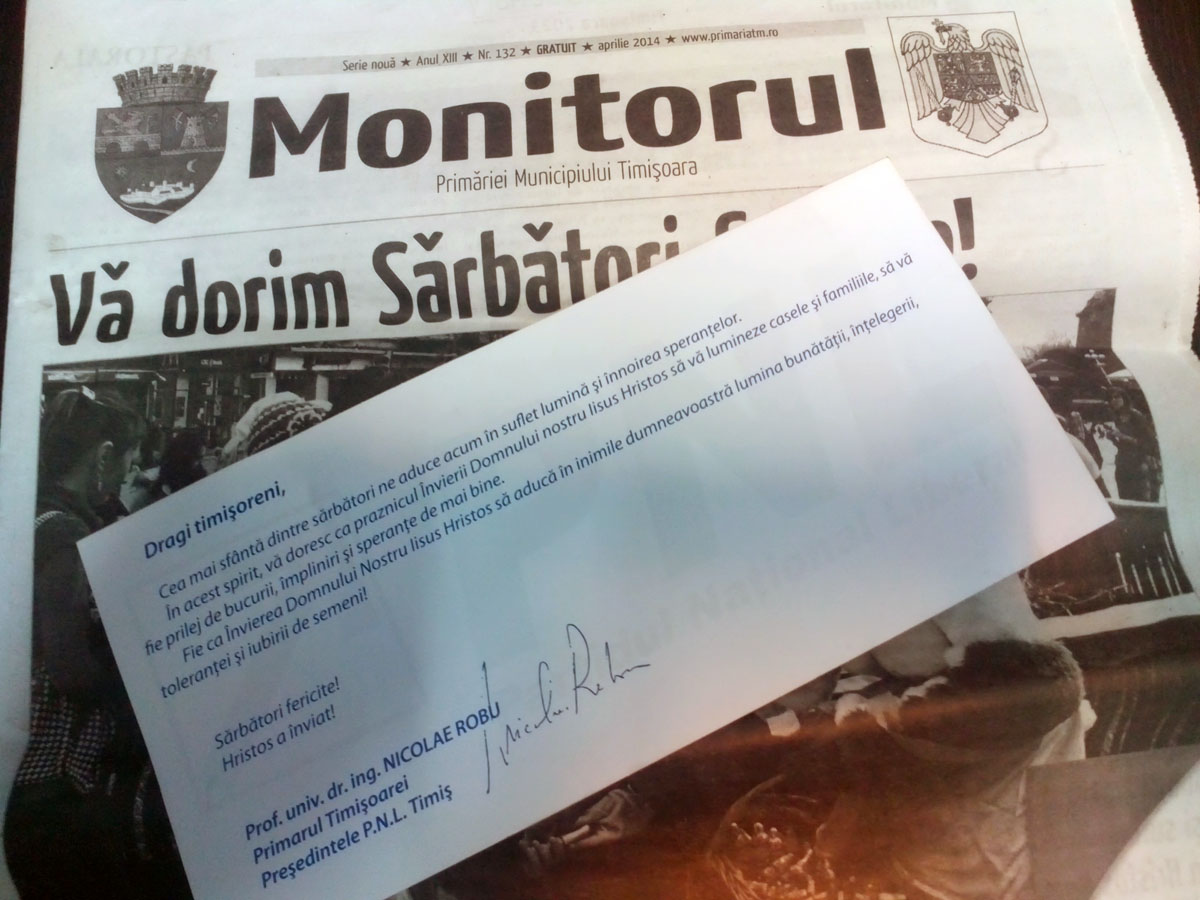 Serie nouă ★ Anul XIII ★ Nr. 132 ★ GRATUIT ★ aprilie 2014 ★ www.primariatm.ro
Monitorul
Primăriei Municipiului Timişoara
Vă dorim Sărbători
Dragi timişoreni,
Cea mai sfântă dintre sărbători ne aduce acum în suflet lumină şi înnoirea speranţelor.
În acest spirit, vă doresc ca praznicul Învierii Domnului nostru Iisus Hristos să vă lumineze casele şi familiile, să vă
fie prilej de bucurii, împliniri şi speranţe de mai bine.
Fie ca Învierea Domnului Nostru Iisus Hristos să aducă în inimile dumneavoastră lumina bunătăţii, înţelegerii,
toleranţei şi iubirii de semeni!
Sărbători fericite!
Hristos a înviat!
Prof. univ. dr. ing. NICOLAE ROBU
Primarul Timişoarei
Preşedintele P.N.L. Timiş
Nicolae Robu